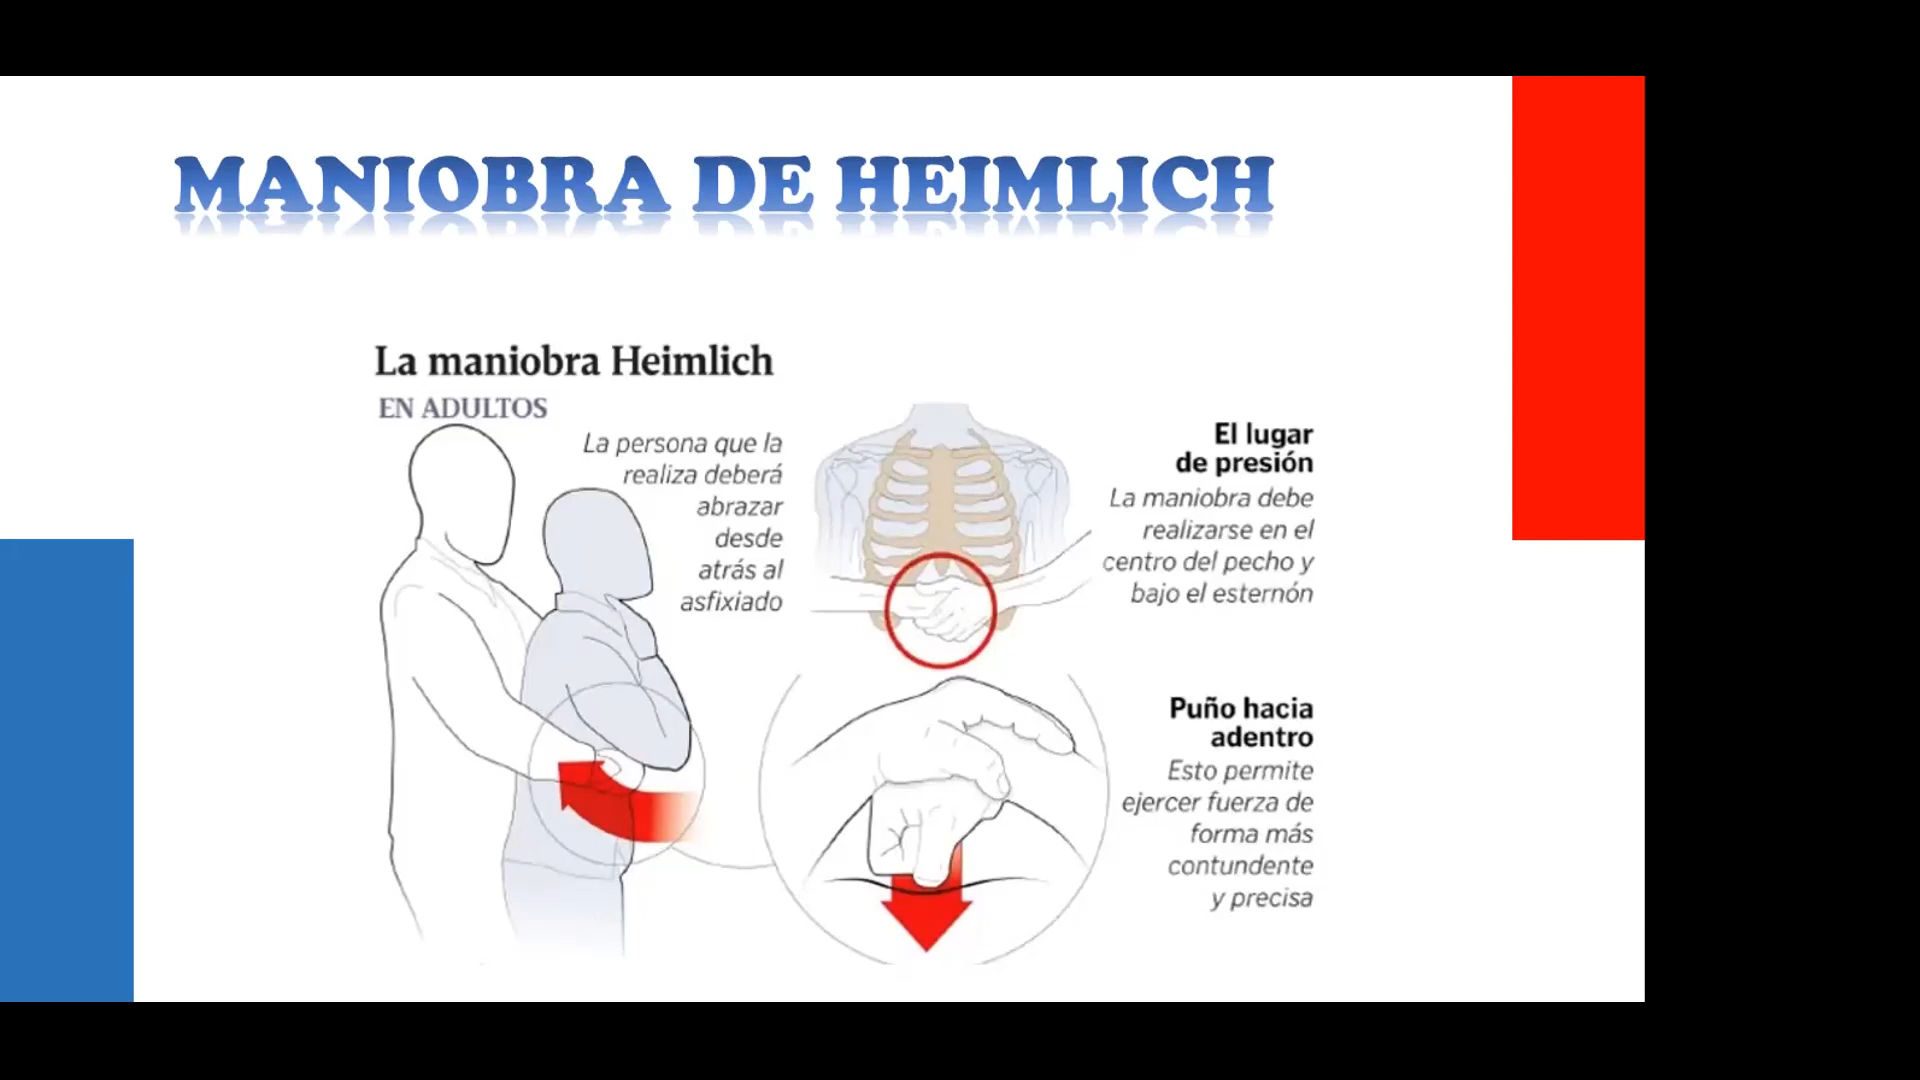 MANIOBRA DE HEIMLICH
La maniobra Heimlich
EN ADULTOS
La persona que la
realiza deberá
abrazar
desde
atrás al
asfixiado
El lugar
de presión
La maniobra debe
realizarse en el
centro del pecho y
bajo el esternón
Puño hacia
adentro
Esto permite
ejercer fuerza de
forma más
contundente
y precisa